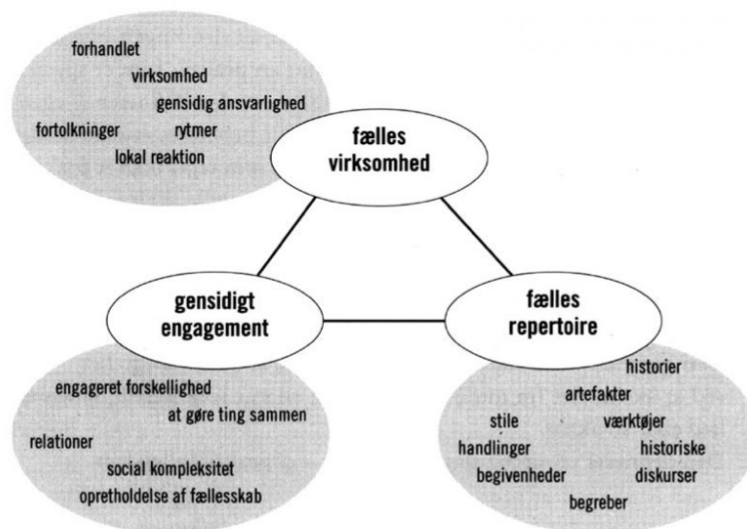 forhandlet
virksomhed
gensidig ansvarlighed
fortolkninger rytmer
lokal reaktion
fælles
virksomhed
gensidigt
engagement
fælles
repertoire
engageret forskellighed
at gøre ting sammen
relationer
social kompleksitet
opretholdelse af fællesskab
historier
artefakter
stile værktøjer
handlinger historiske
begivenheder diskurser
begreber